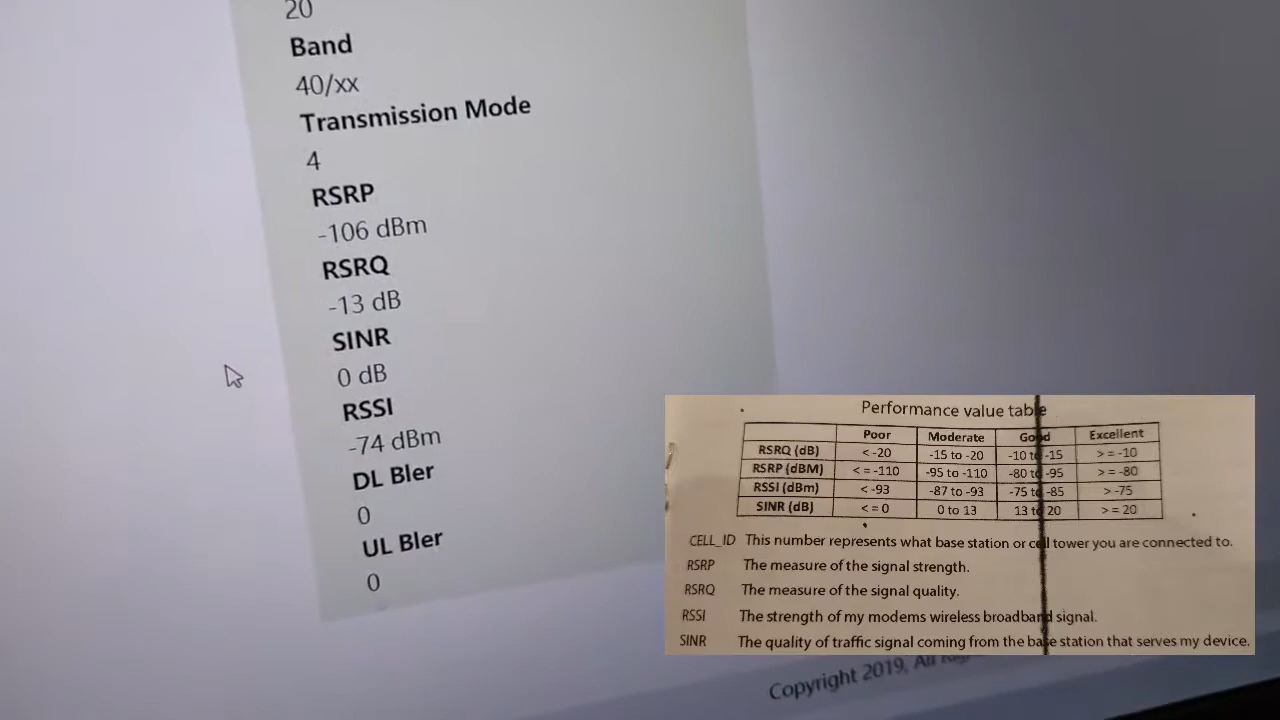 20
Band
40/xx
Transmission Mode
4
RSRP
-106 dBm
RSRQ
-13 dB
SINR
0 dB
RSSI
-74 dBm
DL Bler
0
UL Bler
0
Performance value table
Poor Moderate Good Excellent
RSRQ (dB) < -20 -15 to -20 -10 to -15 > = -10
RSRP (dBM) < = -110 -95 to -110 -80 to -95 > = -80
RSSI (dBm) < -93 -87 to -93 -75 to -85 > -75
SINR (dB) < = 0 0 to 13 13 to 20 > = 20
CELL_ID This number represents what base station or cell tower you are connected to.
RSRP The measure of the signal strength.
RSRQ The measure of the signal quality.
RSSI The strength of my modems wireless broadband signal.
SINR The quality of traffic signal coming from the base station that serves my device.
Copyright 2019, All